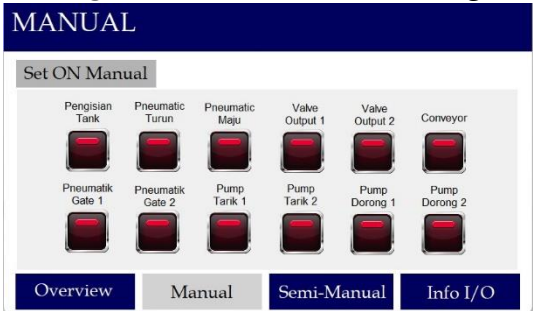 MANUAL
Set ON Manual
Pengisian
Tank
Pneumatic
Turun
Pneumatic
Maju
Valve
Output 1
Valve
Output 2
Conveyor
Pneumatik
Gate 1
Pneumatik
Gate 2
Pump
Tarik 1
Pump
Tarik 2
Pump
Dorong 1
Pump
Dorong 2
Overview
Manual
Semi-Manual
Info I/O